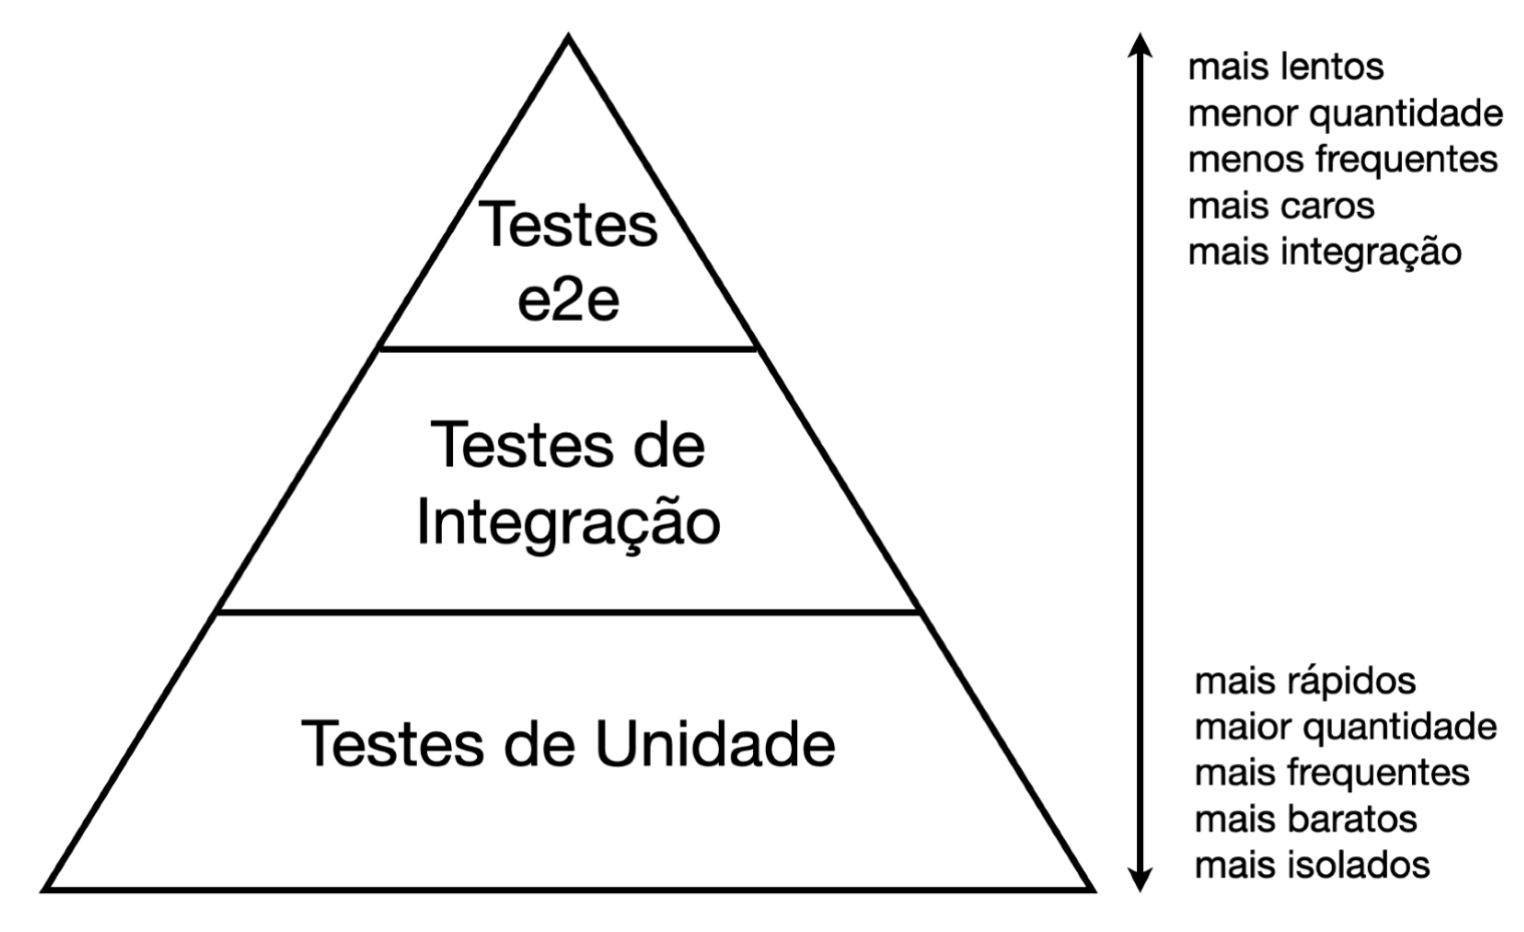 Testes
e2e
Testes de
Integração
Testes de Unidade
mais lentos
menor quantidade
menos frequentes
mais caros
mais integração
mais rápidos
maior quantidade
mais frequentes
mais baratos
mais isolados